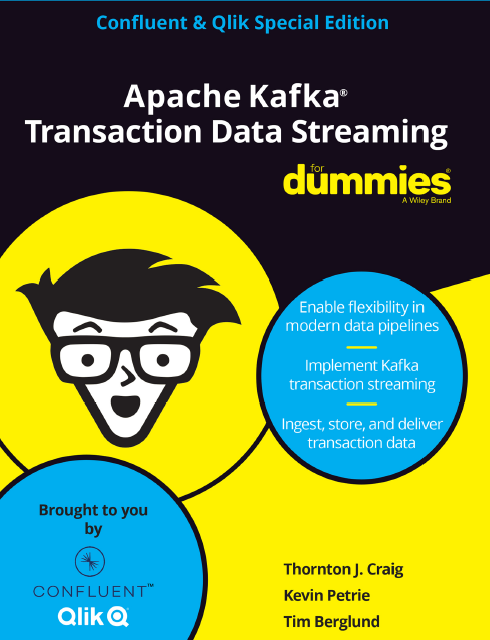 Confluent & Qlik Special Edition
Apache Kafka®
Transaction Data Streaming
for
dummies®
A Wiley Brand
Enable flexibility in
modern data pipelines
Implement Kafka
transaction streaming
Ingest, store, and deliver
transaction data
Brought to you
by
CONFLUENT™
Qlik
Thornton J. Craig
Kevin Petrie
Tim Berglund